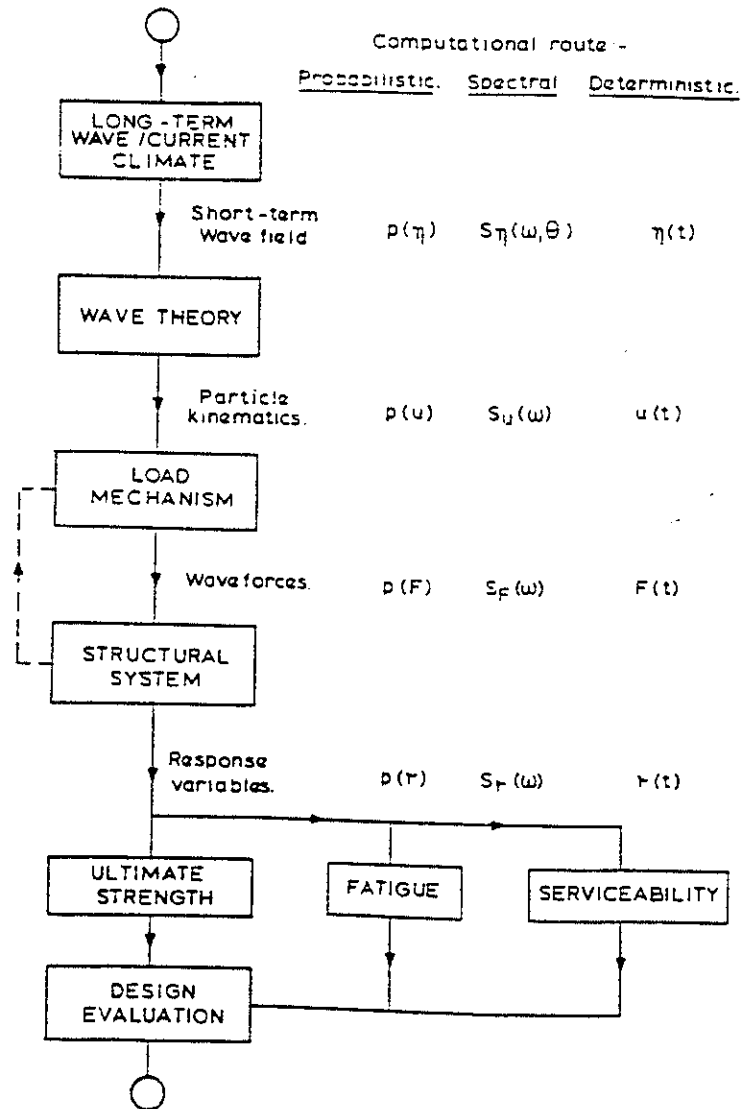 Computational route -
Probabilistic. Spectral Deterministic.
LONG-TERM
WAVE/CURRENT
CLIMATE
Short-term
Wave field
p(η) Sη(ω,θ) η(t)
WAVE THEORY
Particle
kinematics.
p(u) Su(ω) u(t)
LOAD
MECHANISM
Wave forces. p(F) SF(ω) F(t)
STRUCTURAL
SYSTEM
Response
variables.
p(r) Sr(ω) r(t)
ULTIMATE
STRENGTH
FATIGUE
SERVICEABILITY
DESIGN
EVALUATION